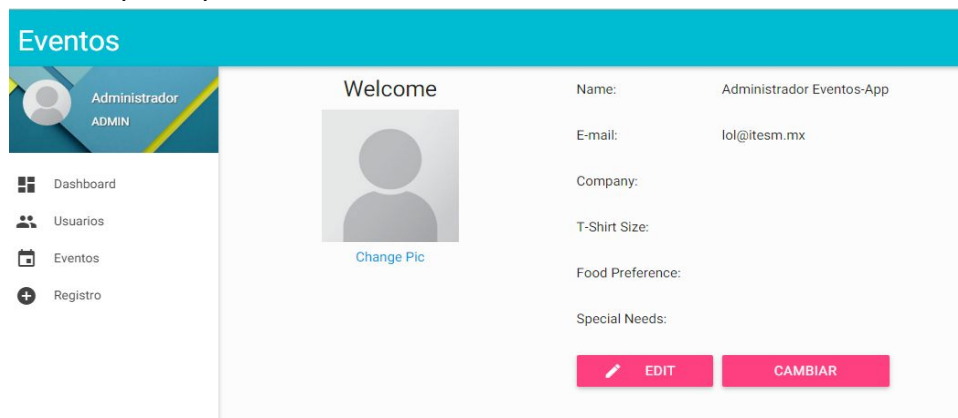 Eventos
Administrador
ADMIN
Dashboard
Usuarios
Eventos
Registro
Welcome
Change Pic
Name: Administrador Eventos-App
E-mail: lol@itesm.mx
Company:
T-Shirt Size:
Food Preference:
Special Needs:
EDIT CAMBIAR